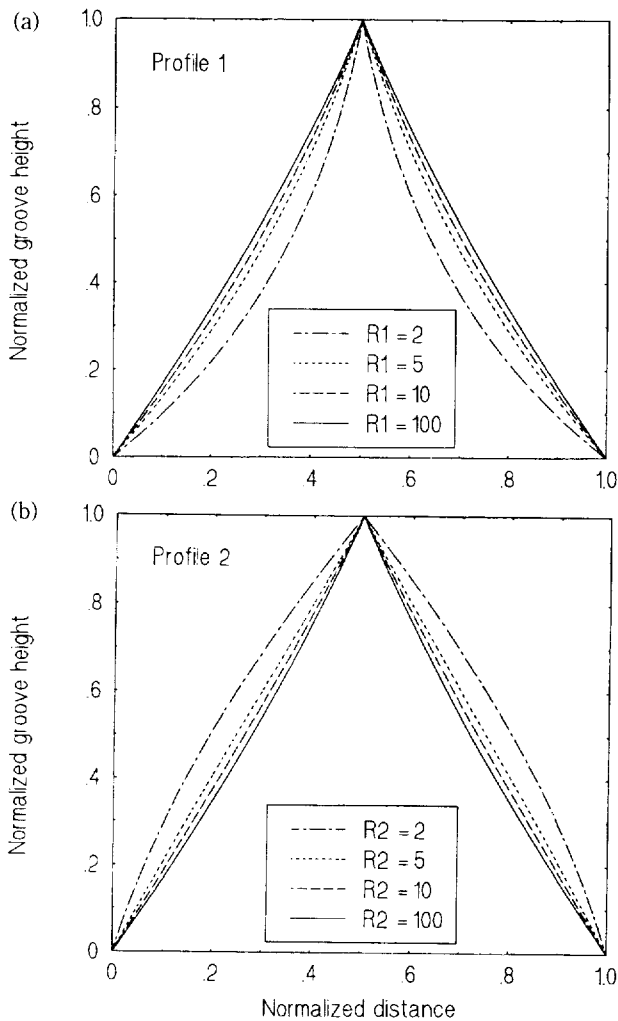 (a)
Profile 1
Normalized groove height
1.0
.8
.6
.4
.2
0
R1 = 2
R1 = 5
R1 = 10
R1 = 100
0 .2 .4 .6 .8 1.0
(b)
Profile 2
Normalized groove height
1.0
.8
.6
.4
.2
0
R2 = 2
R2 = 5
R2 = 10
R2 = 100
0 .2 .4 .6 .8 1.0
Normalized distance